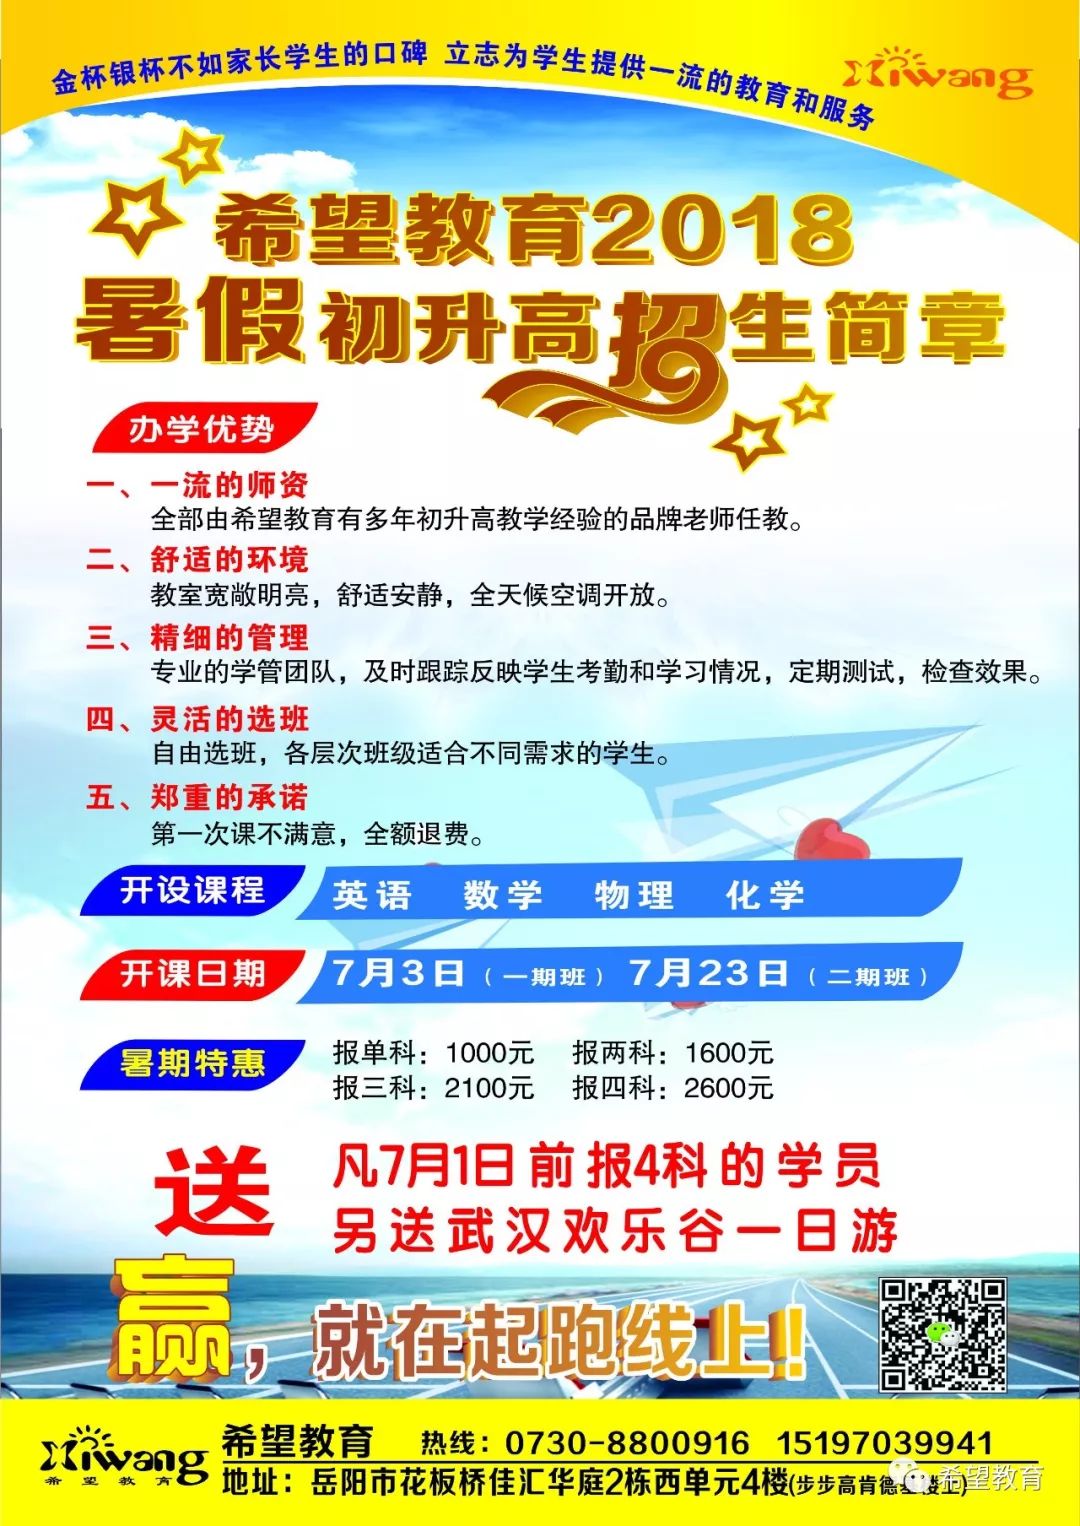 金杯银杯不如家长学生的口碑 立志为学生提供一流的教育和服务
Xiwang
希望教育2018
暑假初升高招生简章
办学优势
一、一流的师资
全部由希望教育有多年初升高教学经验的品牌老师任教。
二、舒适的环境
教室宽敞明亮，舒适安静，全天候空调开放。
三、精细的管理
专业的学管团队，及时跟踪反映学生考勤和学习情况，定期测试，检查效果。
四、灵活的选班
自由选班，各层次班级适合不同需求的学生。
五、郑重的承诺
第一次课不满意，全额退费。
开设课程 英语 数学 物理 化学
开课日期 7月3日（一期班）7月23日（二期班）
暑期特惠 报单科：1000元 报两科：1600元
报三科：2100元 报四科：2600元
送 凡7月1日前报4科的学员
另送武汉欢乐谷一日游
赢，就在起跑线上！
Xiwang 希望教育
希望教育 热线：0730-8800916 15197039941
地址：岳阳市花板桥佳汇华庭2栋西单元4楼(步步高肯德基楼上)
希望教育